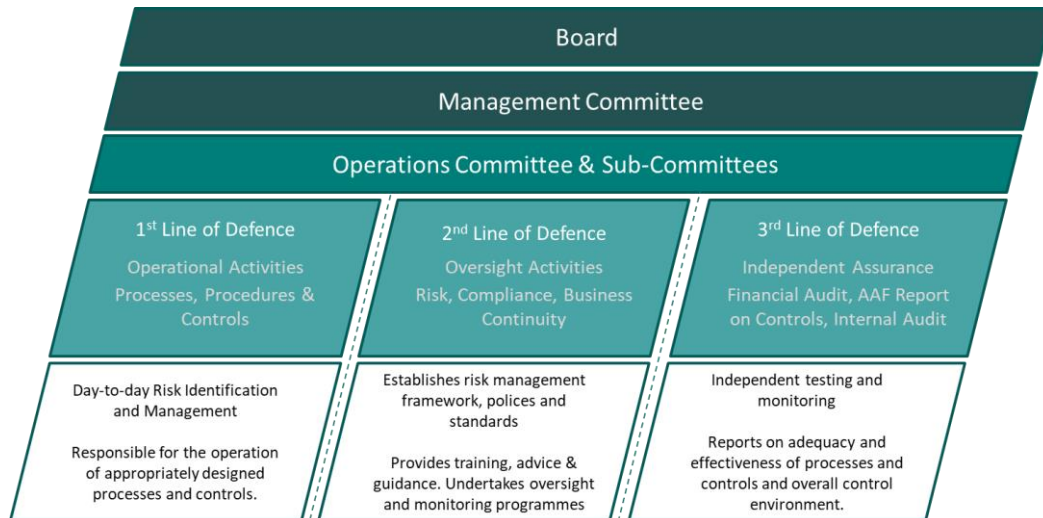 Board
Management Committee
Operations Committee & Sub-Committees
1st Line of Defence
Operational Activities
Processes, Procedures &
Controls
2nd Line of Defence
Oversight Activities
Risk, Compliance, Business
Continuity
3rd Line of Defence
Independent Assurance
Financial Audit, AAF Report
on Controls, Internal Audit
Day-to-day Risk Identification
and Management
Responsible for the operation
of appropriately designed
processes and controls.
Establishes risk management
framework, polices and
standards
Provides training, advice &
guidance. Undertakes oversight
and monitoring programmes
Independent testing and
monitoring
Reports on adequacy and
effectiveness of processes and
controls and overall control
environment.